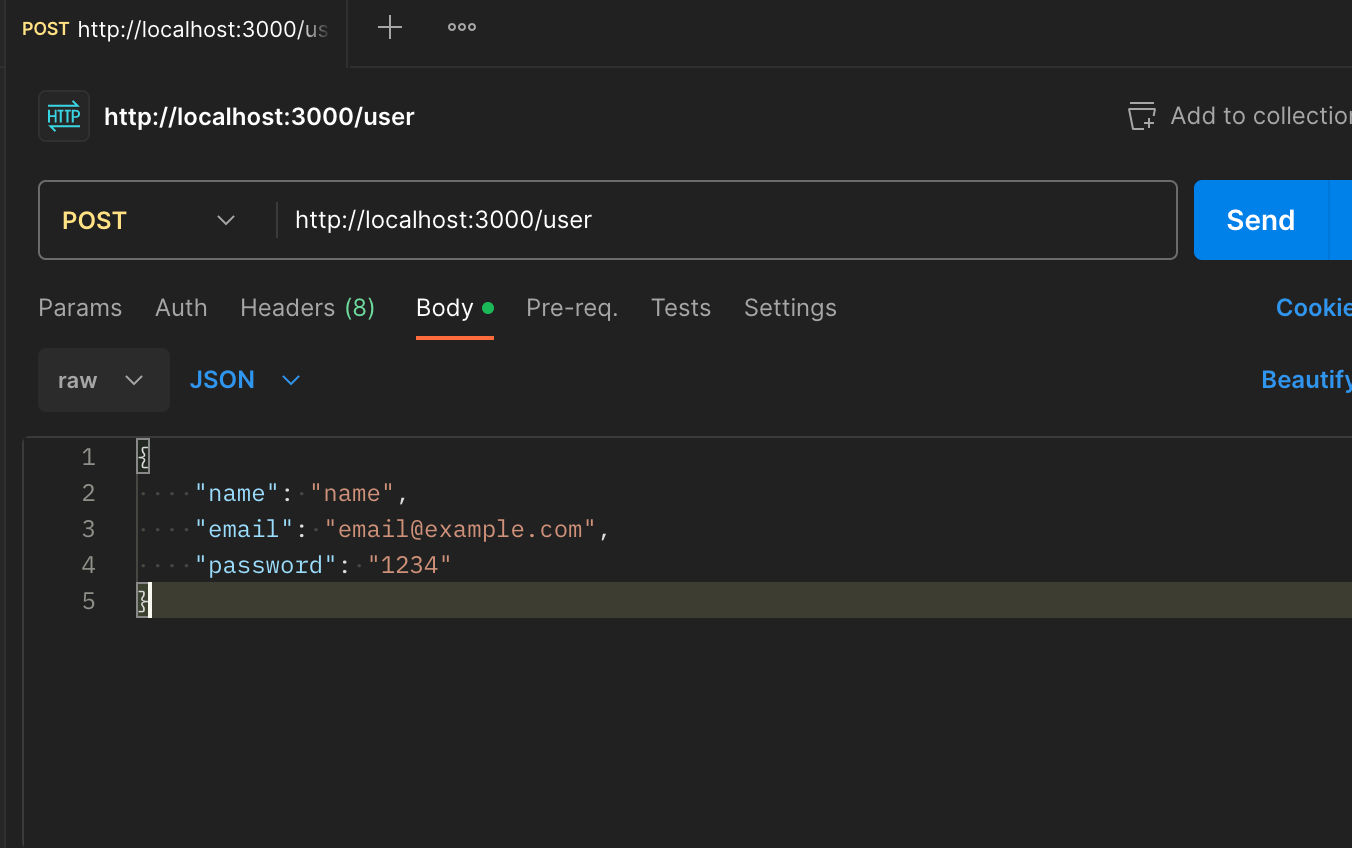 POST http://localhost:3000/us
HTTP http://localhost:3000/user
Add to collection
POST http://localhost:3000/user Send
Params Auth Headers (8) Body Pre-req. Tests Settings Cookie
raw JSON Beautify
1 {
2 "name": "name",
3 "email": "email@example.com",
4 "password": "1234"
5 }